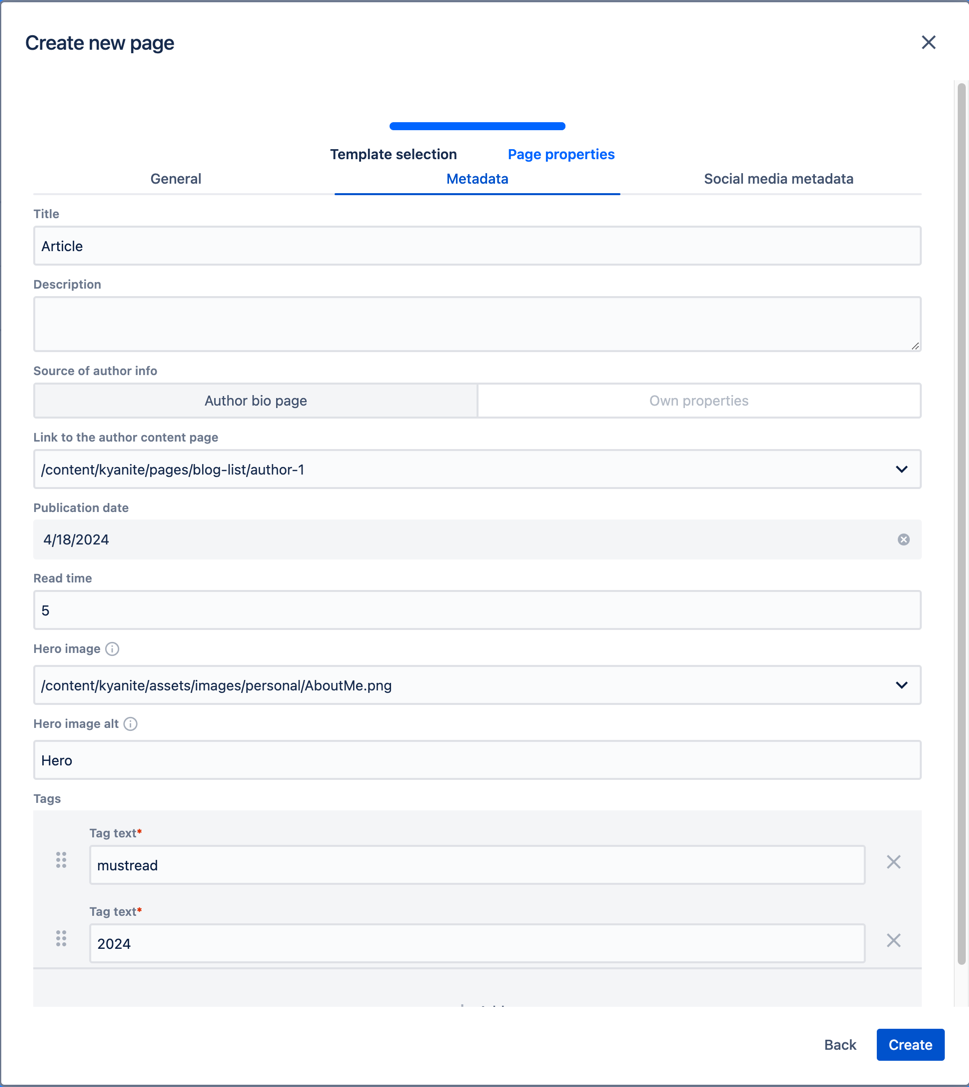 Create new page
Template selection Page properties
General Metadata Social media metadata
Title
Article
Description
Source of author info
Author bio page Own properties
Link to the author content page
/content/kyanite/pages/blog-list/author-1
Publication date
4/18/2024
Read time
5
Hero image
/content/kyanite/assets/images/personal/AboutMe.png
Hero image alt
Hero
Tags
Tag text*
mustread
Tag text*
2024
Back Create